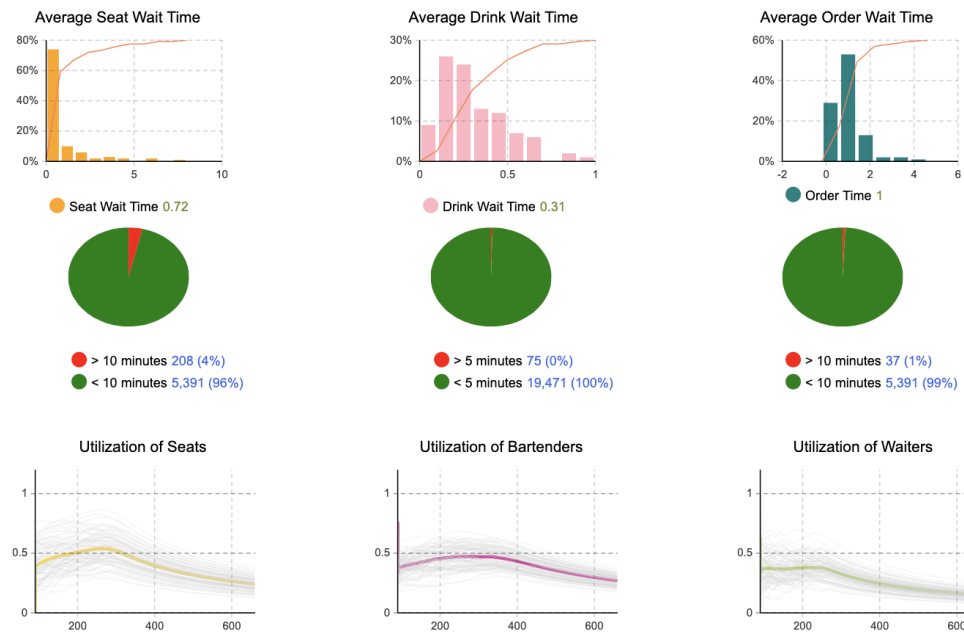 Average Seat Wait Time
80%
60%
40%
20%
0%
0
5
10
Seat Wait Time 0.72
> 10 minutes 208 (4%)
< 10 minutes 5,391 (96%)
Average Drink Wait Time
30%
20%
10%
0%
0
0.5
1
Drink Wait Time 0.31
> 5 minutes 75 (0%)
< 5 minutes 19,471 (100%)
Average Order Wait Time
60%
40%
20%
0%
-2
0
2
4
6
Order Time 1
> 10 minutes 37 (1%)
< 10 minutes 5,391 (99%)
Utilization of Seats
1
0.5
0
200
400
600
Utilization of Bartenders
1
0.5
0
200
400
600
Utilization of Waiters
1
0.5
0
200
400
600